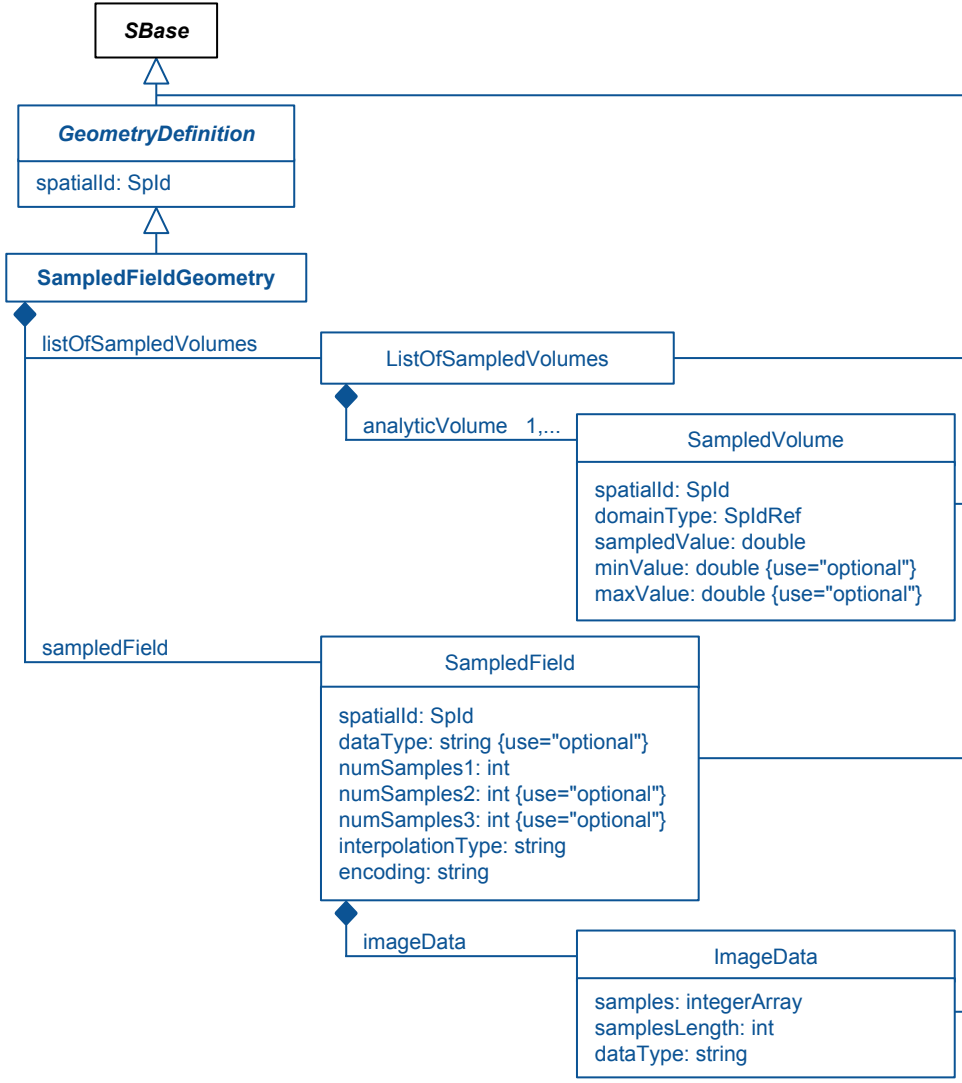 SBase
GeometryDefinition
spatialId: SpId
SampledFieldGeometry
listOfSampledVolumes
ListOfSampledVolumes
analyticVolume 1,...
SampledVolume
spatialId: SpId
domainType: SpIdRef
sampledValue: double
minValue: double {use="optional"}
maxValue: double {use="optional"}
sampledField
SampledField
spatialId: SpId
dataType: string {use="optional"}
numSamples1: int
numSamples2: int {use="optional"}
numSamples3: int {use="optional"}
interpolationType: string
encoding: string
imageData
ImageData
samples: integerArray
samplesLength: int
dataType: string